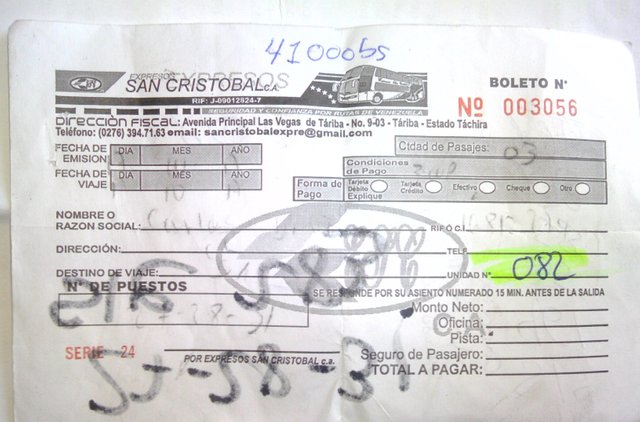 41000bs
EXPRESOS
SAN CRISTOBAL C.A.
RIF: J-09012524-7
SEGURIDAD Y CONFIANZA POR RUTAS DE VENEZUELA
BOLETO N°
Nº 003056
Dirección Fiscal: Avenida Principal Las Vegas de Táriba - No. 9-03 - Táriba - Estado Táchira
Teléfono: (0276) 394.71.63 email: sancristobalexpre@gmail.com
FECHA DE EMISION DIA MES AÑO
Ctdad de Pasajes: 03
Condiciones de Pago
FECHA DE VIAJE DIA MES AÑO
Forma de Pago Tarjeta Débito Tarjeta Crédito Efectivo Cheque Otro
Explique
NOMBRE O RAZON SOCIAL: RIF Ó C.I.
DIRECCIÓN: TELF.
DESTINO DE VIAJE: UNIDAD N° 082
N° DE PUESTOS
SE RESPONDE POR SU ASIENTO NUMERADO 15 MIN. ANTES DE LA SALIDA
Monto Neto:
Oficina:
Pista:
Seguro de Pasajero:
TOTAL A PAGAR:
SERIE 24
POR EXPRESOS SAN CRISTOBAL c.a.